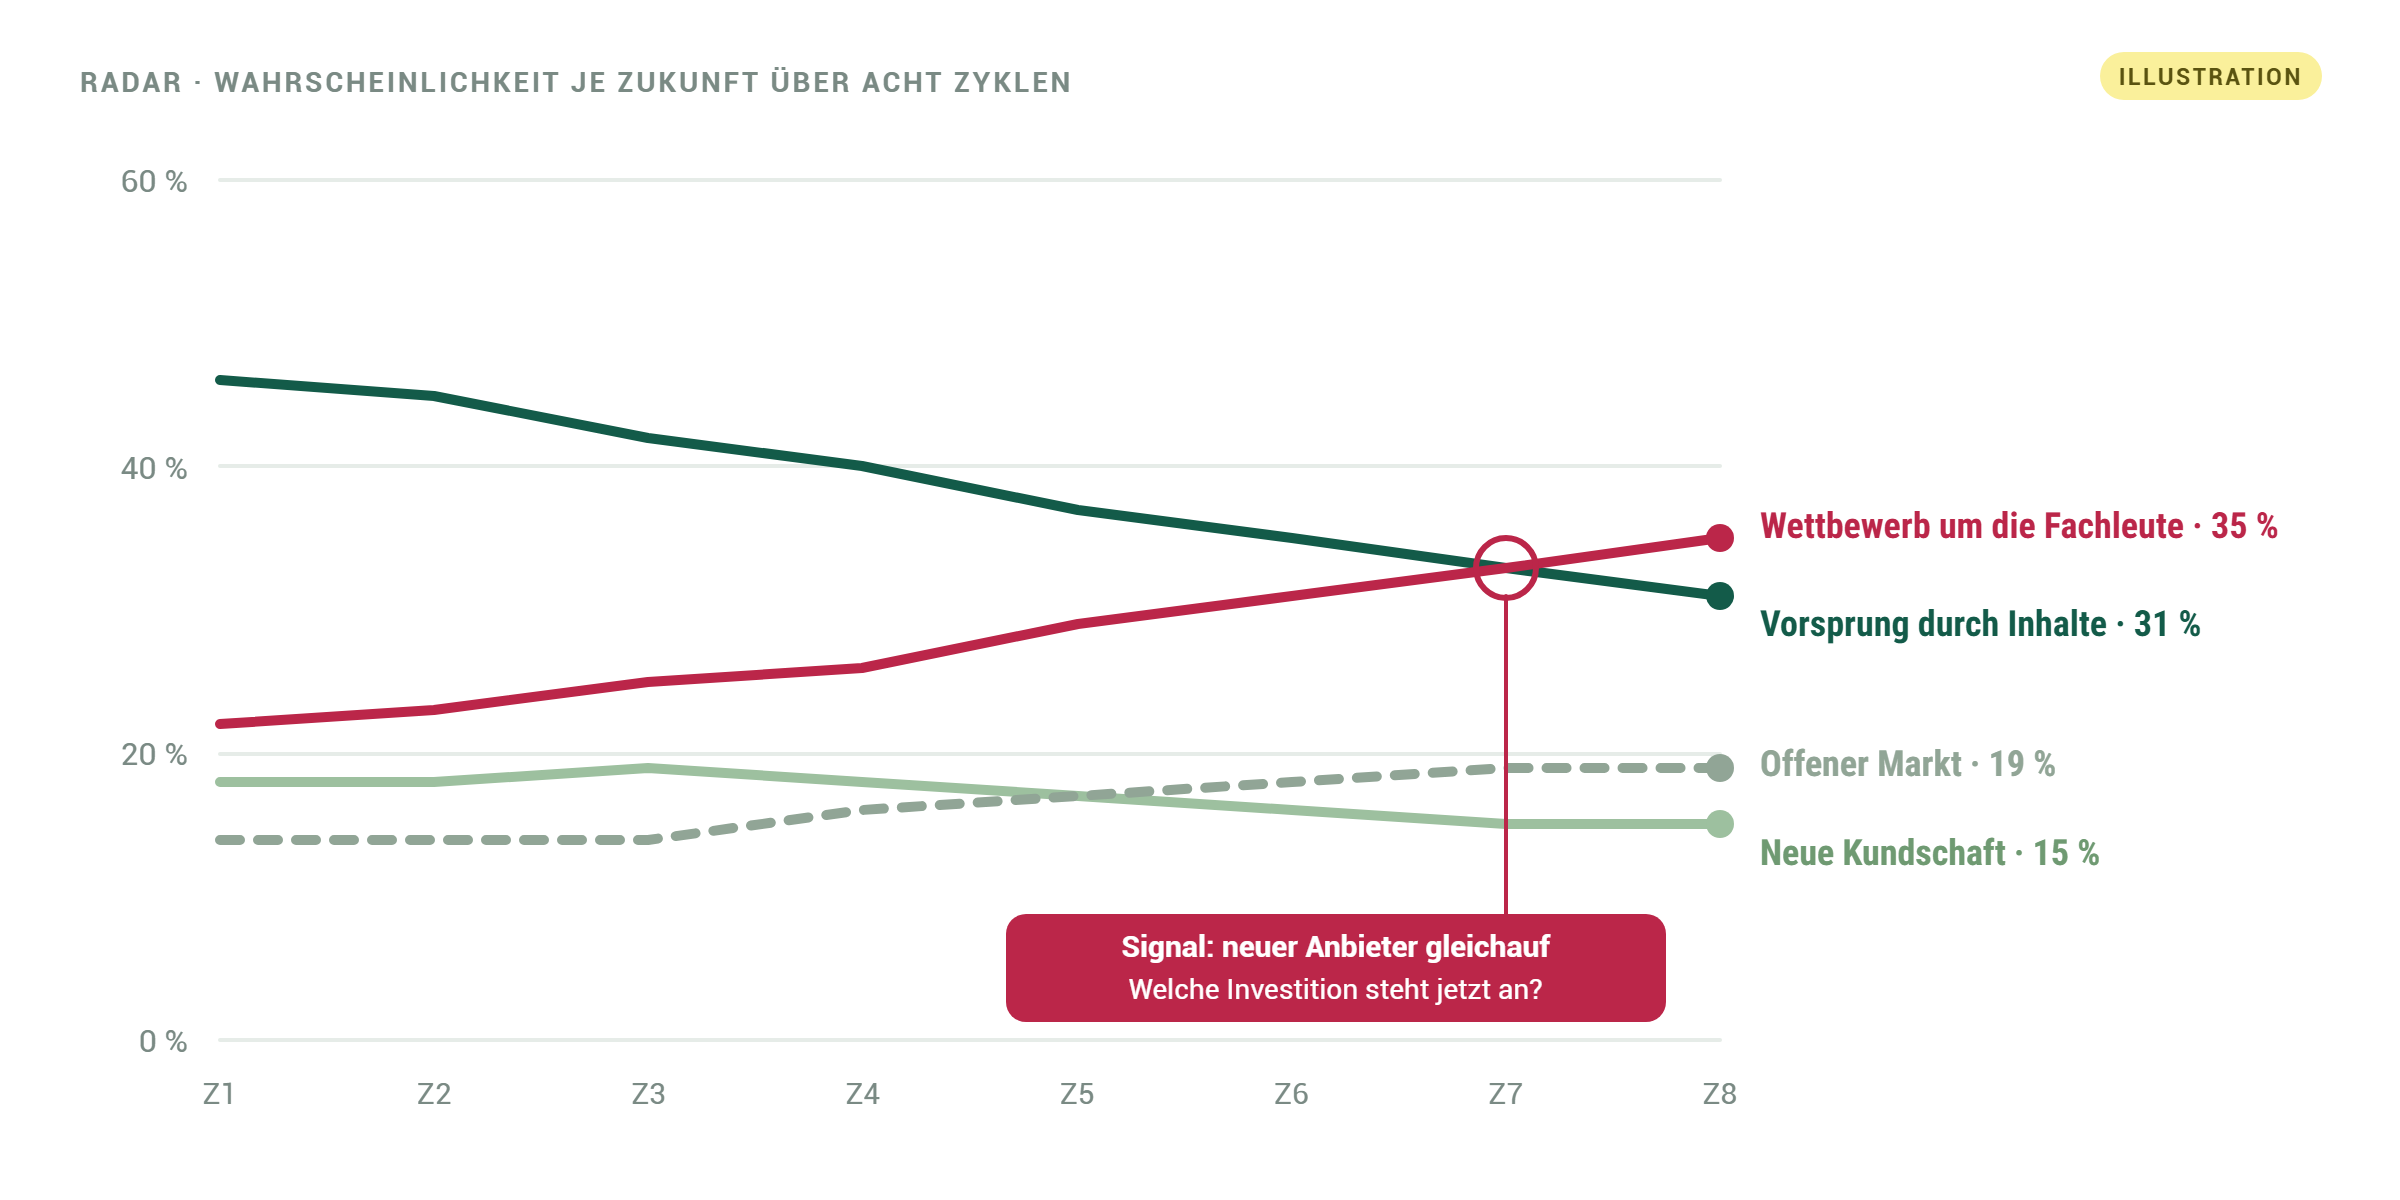 RADAR · WAHRSCHEINLICHKEIT JE ZUKUNFT ÜBER ACHT ZYKLEN
ILLUSTRATION
60 %
40 %
20 %
0 %
Wettbewerb um die Fachleute · 35 %
Vorsprung durch Inhalte · 31 %
Offener Markt · 19 %
Neue Kundschaft · 15 %
Signal: neuer Anbieter gleichauf
Welche Investition steht jetzt an?
Z1 Z2 Z3 Z4 Z5 Z6 Z7 Z8